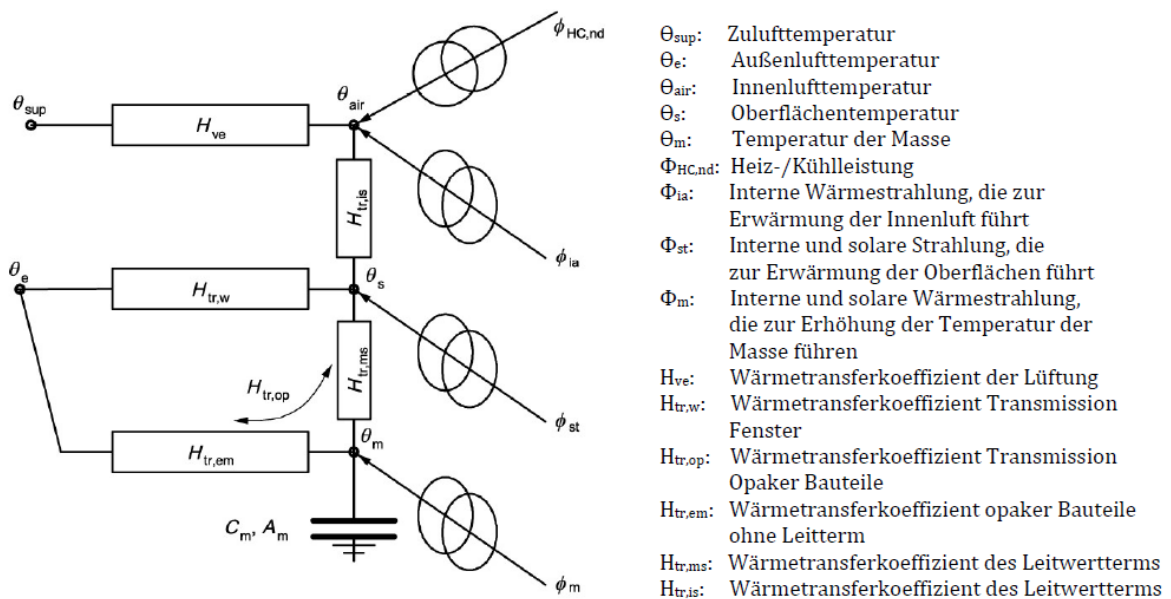 ϕHC,nd
θsup
θair
Hve
Htr,is
ϕia
θe
Htr,w
θs
Htr,ms
Htr,op
ϕst
θm
Htr,em
Cm, Am
ϕm
Θsup: Zulufttemperatur
Θe: Außenlufttemperatur
Θair: Innenlufttemperatur
Θs: Oberflächentemperatur
Θm: Temperatur der Masse
ΦHC,nd: Heiz-/Kühlleistung
Φia: Interne Wärmestrahlung, die zur
Erwärmung der Innenluft führt
Φst: Interne und solare Strahlung, die
zur Erwärmung der Oberflächen führt
Φm: Interne und solare Wärmestrahlung,
die zur Erhöhung der Temperatur der
Masse führen
Hve: Wärmetransferkoeffizient der Lüftung
Htr,w: Wärmetransferkoeffizient Transmission
Fenster
Htr,op: Wärmetransferkoeffizient Transmission
Opaker Bauteile
Htr,em: Wärmetransferkoeffizient opaker Bauteile
ohne Leitterm
Htr,ms: Wärmetransferkoeffizient des Leitwertterms
Htr,is: Wärmetransferkoeffizient des Leitwertterms